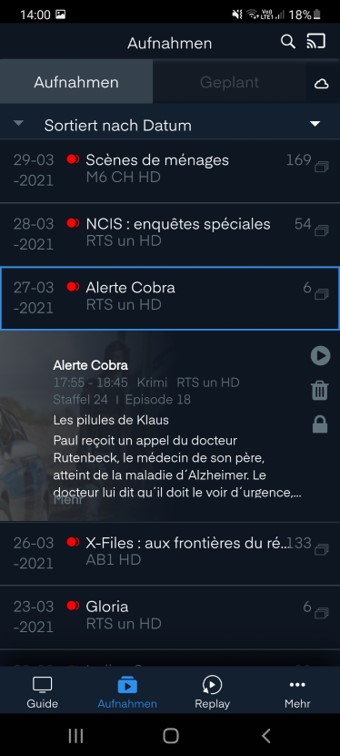 14:00 18%
Aufnahmen
Aufnahmen Geplant
Sortiert nach Datum
29-03 Scènes de ménages 169
-2021 M6 CH HD
28-03 NCIS : enquêtes spéciales 54
-2021 RTS un HD
27-03 Alerte Cobra 6
-2021 RTS un HD
Alerte Cobra
17:55 - 18:45 Krimi RTS un HD
Staffel 24 I Episode 18
Les pilules de Klaus
Paul reçoit un appel du docteur
Rutenbeck, le médecin de son père,
atteint de la maladie d´Alzheimer. Le
docteur lui dit qu´il doit le voir d´urgence,...
Mehr
26-03 X-Files : aux frontières du ré... 133
-2021 AB1 HD
23-03 Gloria 6
-2021 RTS un HD
Guide Aufnahmen Replay Mehr